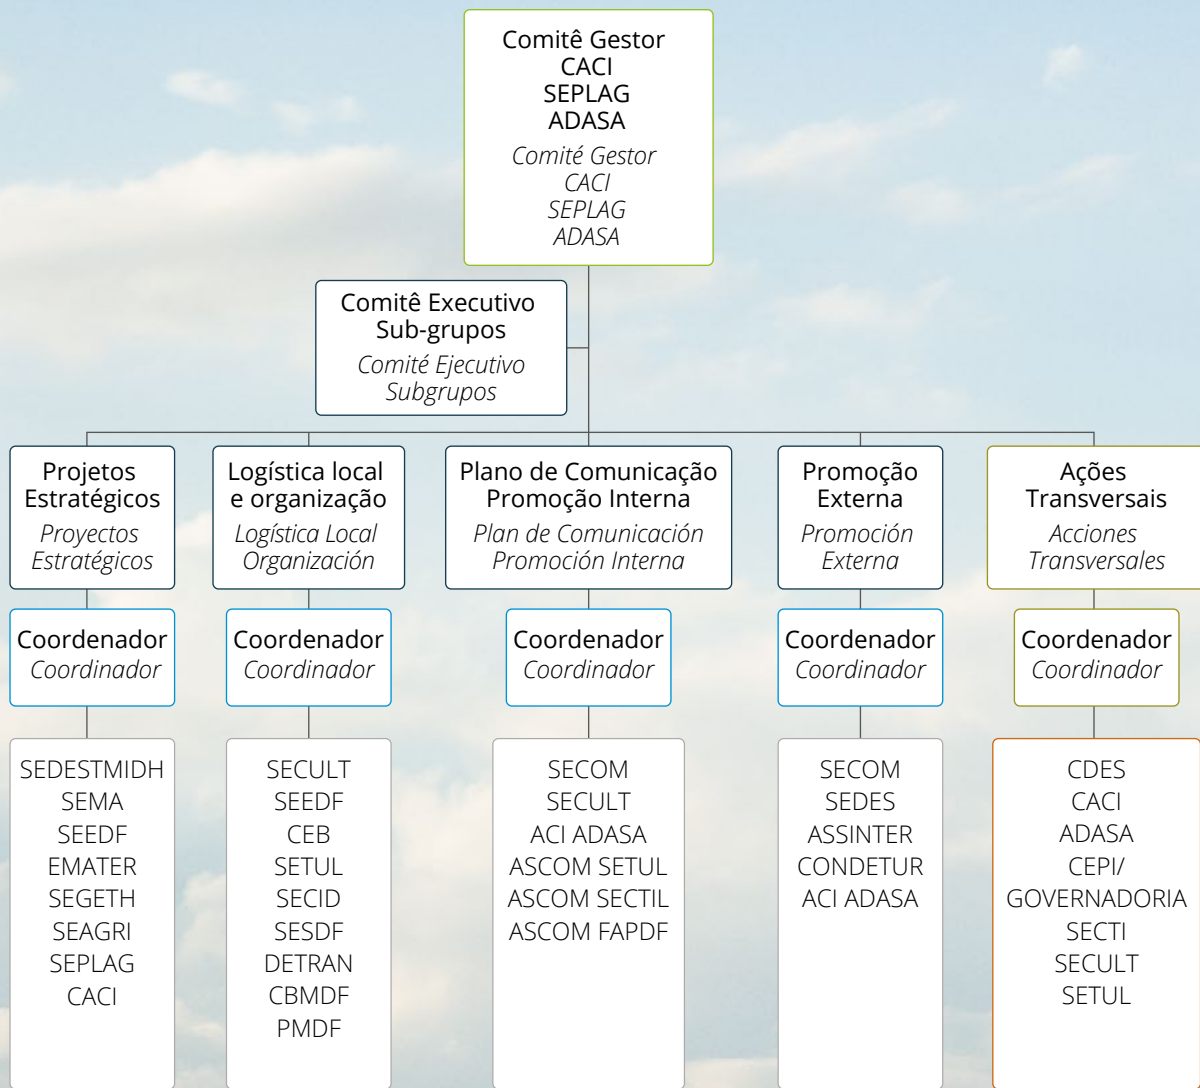 Comitê Gestor
CACI
SEPLAG
ADASA
Comité Gestor
CACI
SEPLAG
ADASA
Comitê Executivo
Sub-grupos
Comité Ejecutivo
Subgrupos
Projetos
Estratégicos
Proyectos
Estratégicos
Logística local
e organização
Logística Local
Organización
Plano de Comunicação
Promoção Interna
Plan de Comunicación
Promoción Interna
Promoção
Externa
Promoción
Externa
Ações
Transversais
Acciones
Transversales
Coordenador
Coordinador
Coordenador
Coordinador
Coordenador
Coordinador
Coordenador
Coordinador
Coordenador
Coordinador
SEDESTMIDH
SEMA
SEEDF
EMATER
SEGETH
SEAGRI
SEPLAG
CACI
SECULT
SEEDF
CEB
SETUL
SECID
SESDF
DETRAN
CBMDF
PMDF
SECOM
SECULT
ACI ADASA
ASCOM SETUL
ASCOM SECTIL
ASCOM FAPDF
SECOM
SEDES
ASSINTER
CONDETUR
ACI ADASA
CDES
CACI
ADASA
CEPI/
GOVERNADORIA
SECTI
SECULT
SETUL